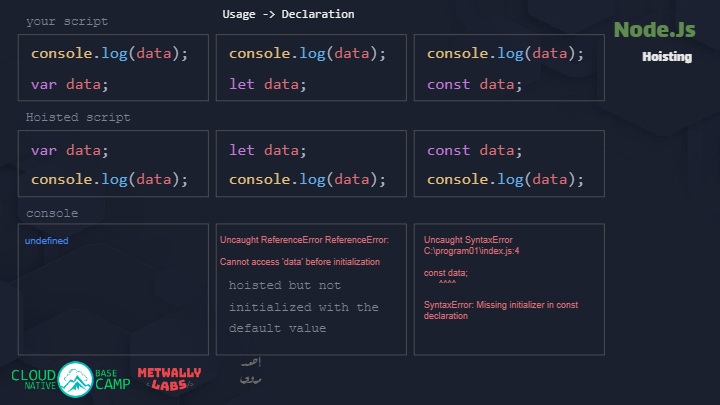 Usage -> Declaration
Node.Js
Hoisting
your script
console.log(data);
var data;
console.log(data);
let data;
console.log(data);
const data;
Hoisted script
var data;
console.log(data);
let data;
console.log(data);
const data;
console.log(data);
console
undefined
Uncaught ReferenceError ReferenceError:
Cannot access 'data' before initialization
hoisted but not
initialized with the
default value
Uncaught SyntaxError
C:\program01\index.js:4
const data;
^^^^
SyntaxError: Missing initializer in const
declaration
CLOUD NATIVE
BASE CAMP
METWALLY
<LABS/>